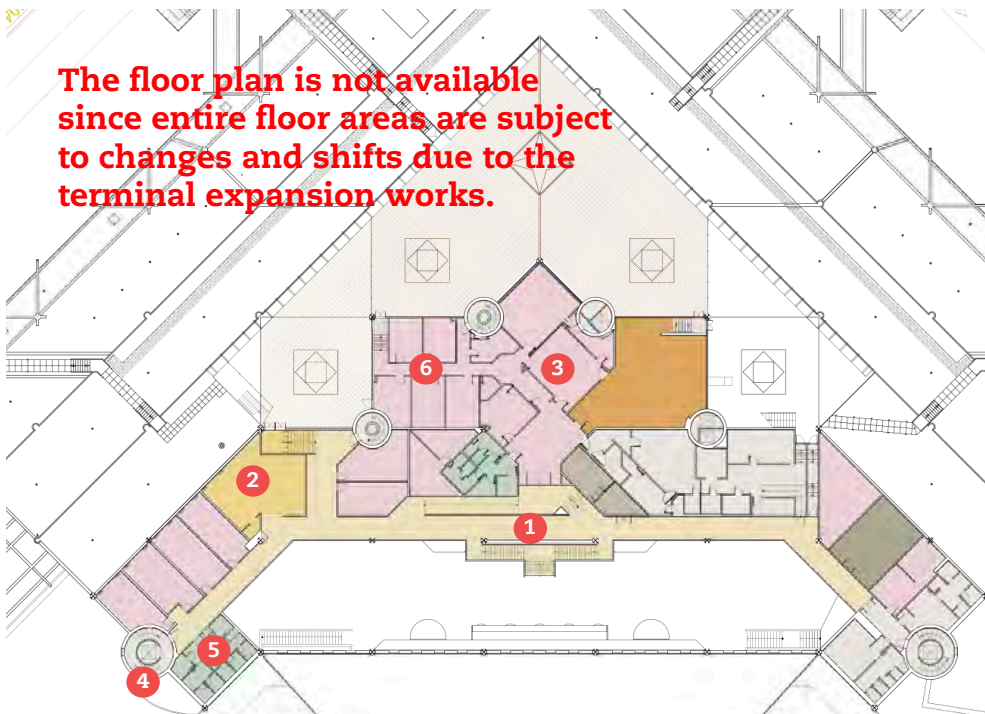 The floor plan is not available
since entire floor areas are subject
to changes and shifts due to the
terminal expansion works.
6
3
2
1
5
4